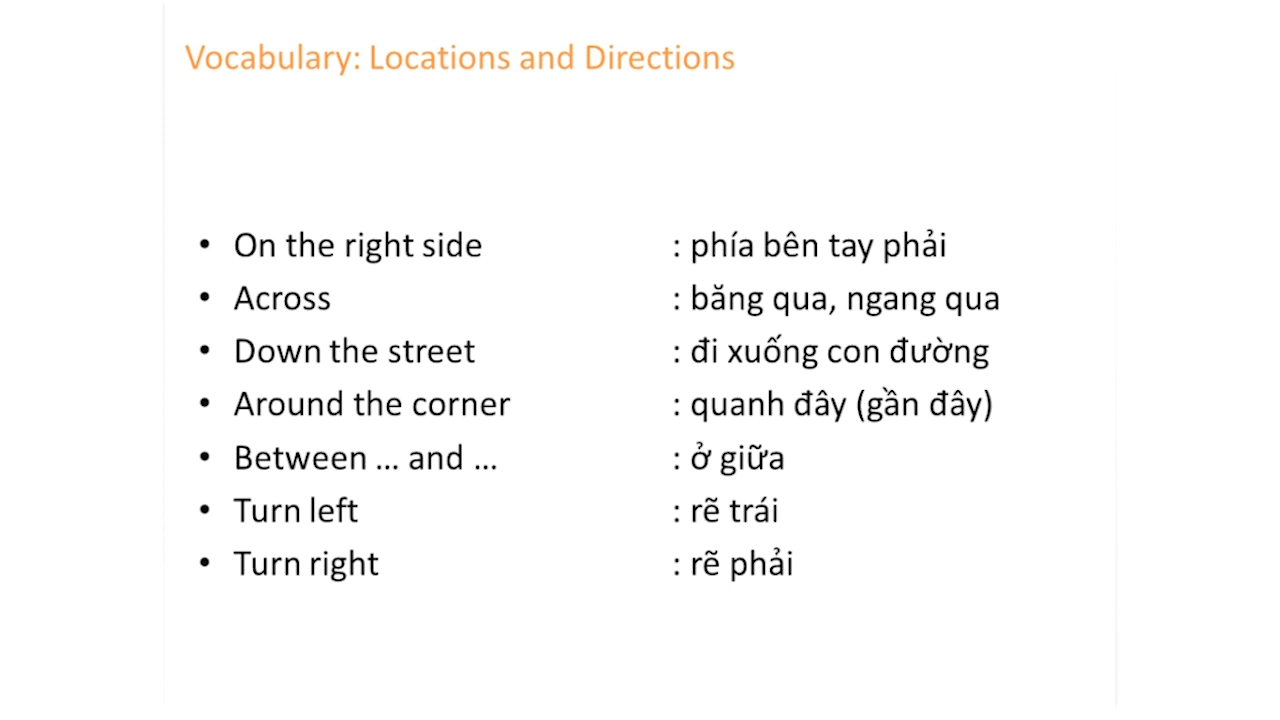 Vocabulary: Locations and Directions
• On the right side : phía bên tay phải
• Across : băng qua, ngang qua
• Down the street : đi xuống con đường
• Around the corner : quanh đây (gần đây)
• Between ... and ... : ở giữa
• Turn left : rẽ trái
• Turn right : rẽ phải